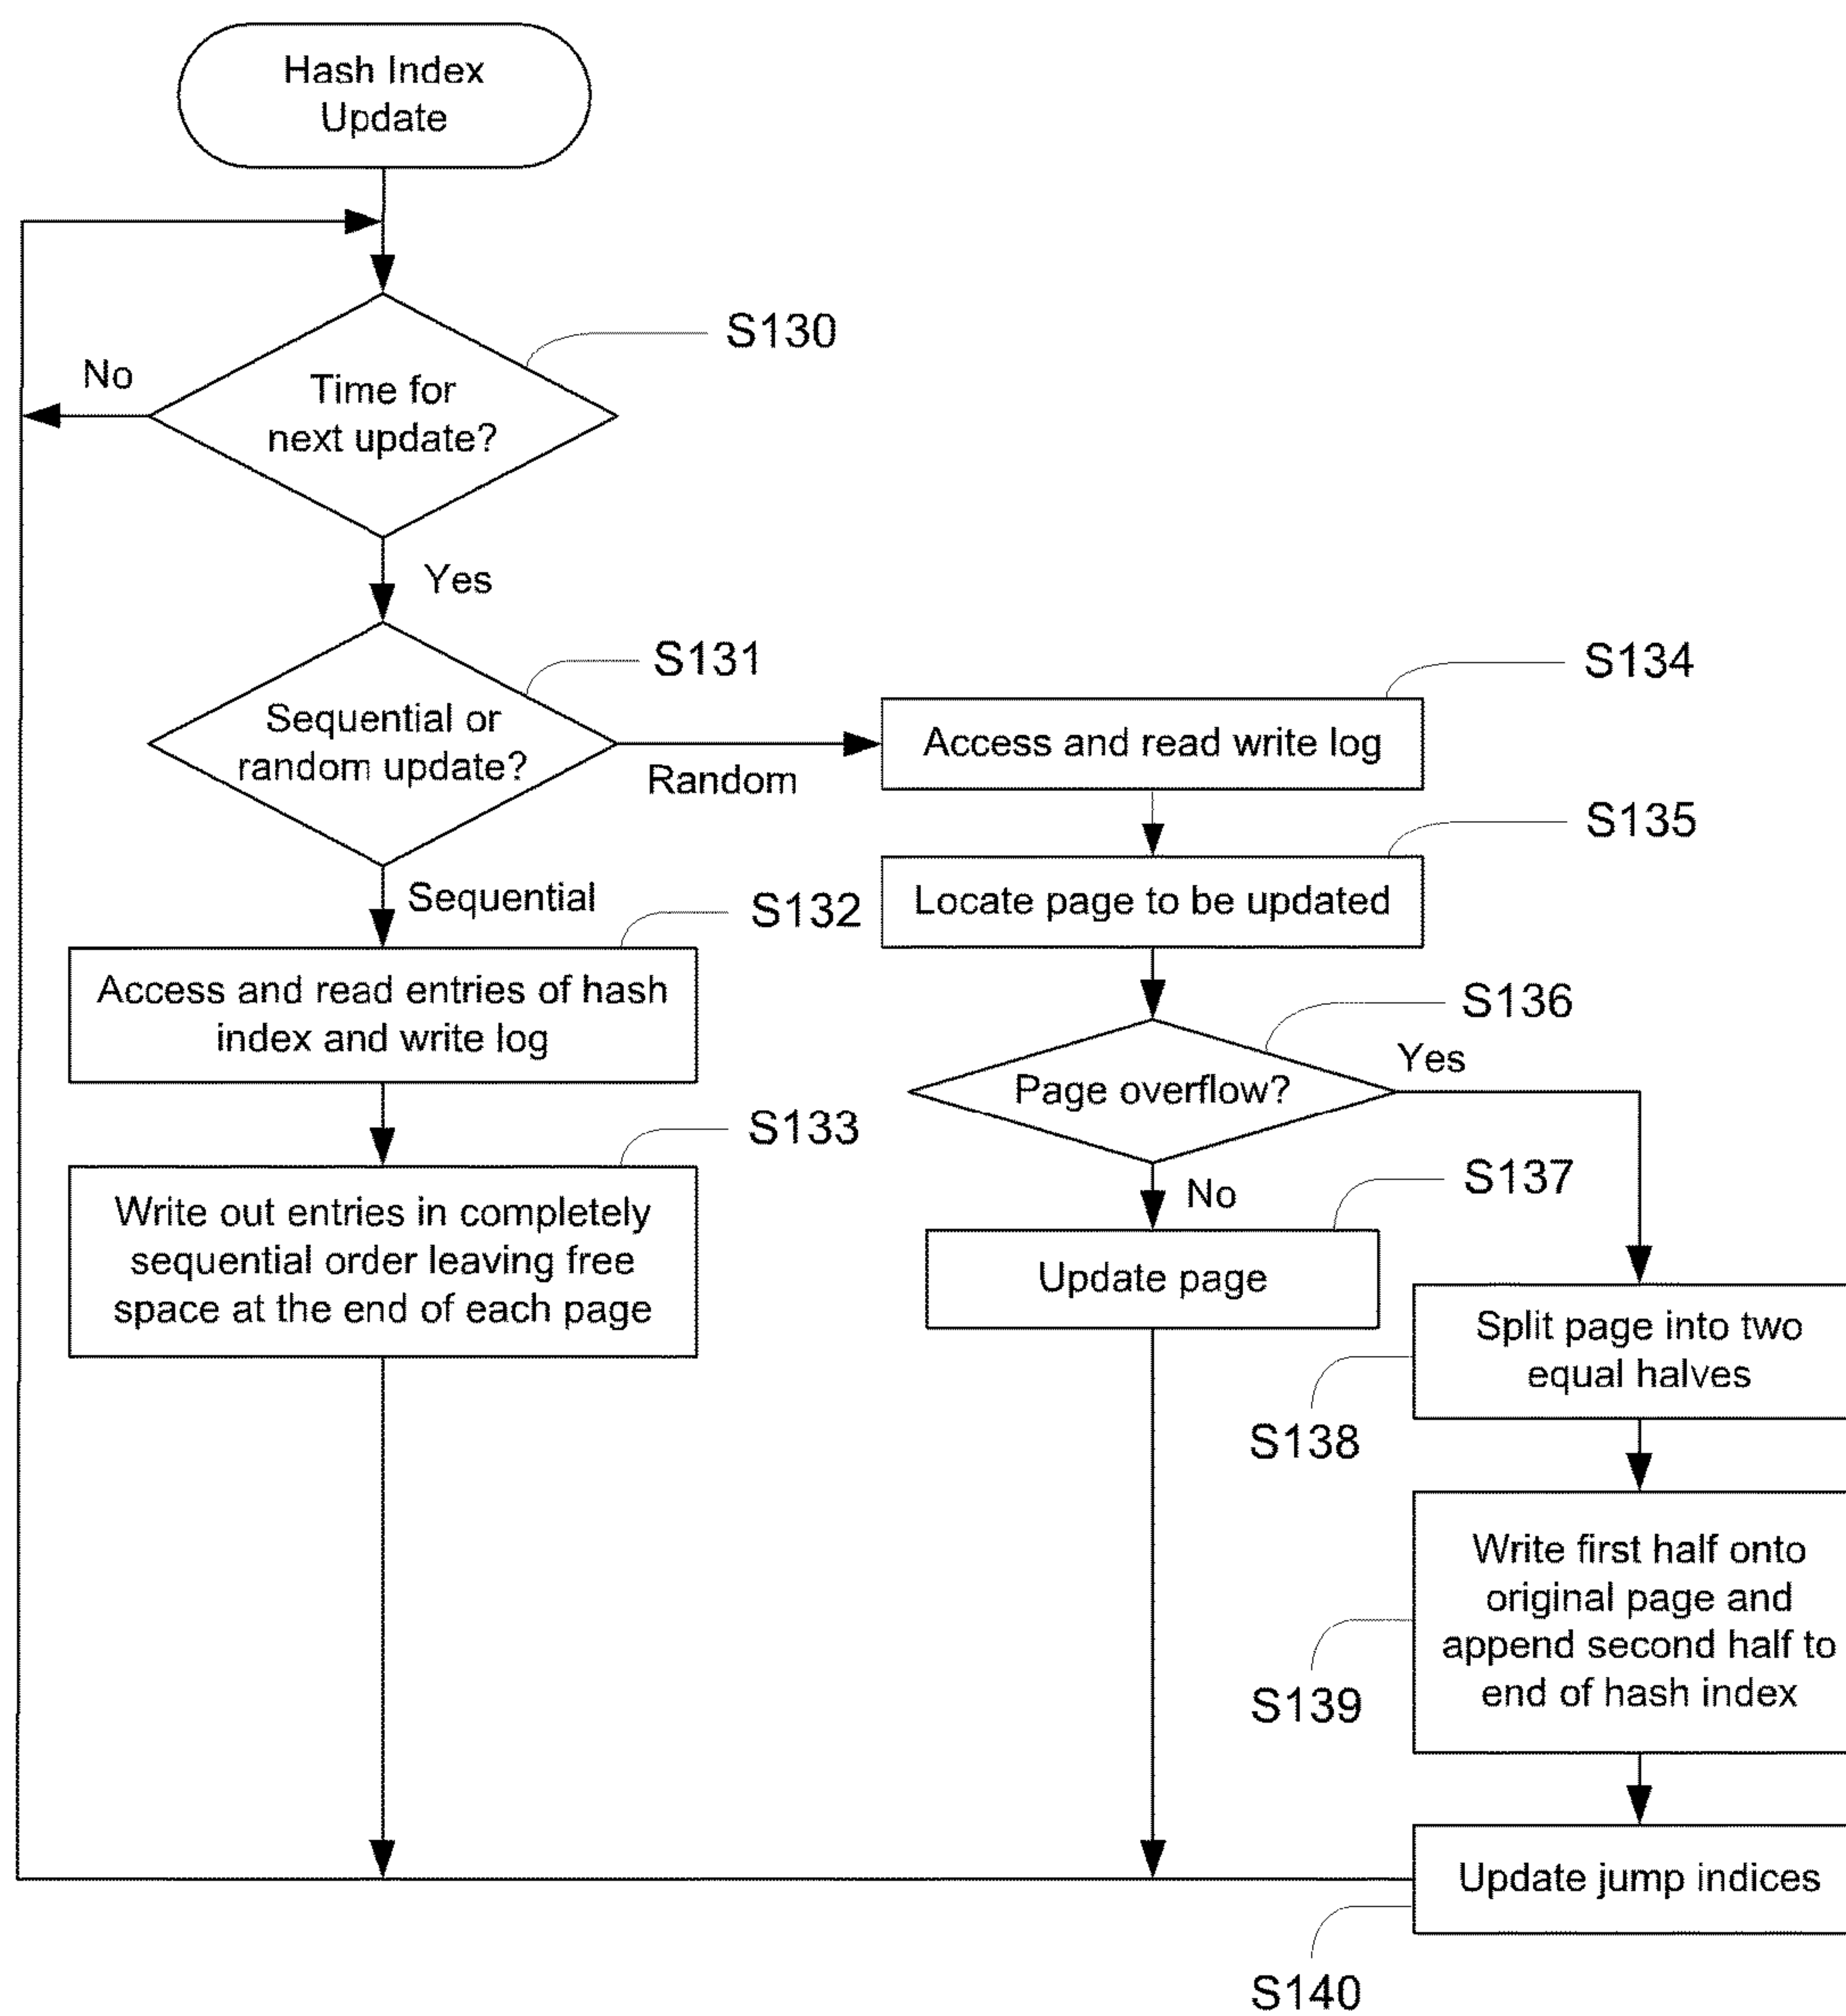 Hash Index
Update
S130
No
Time for
next update?
Yes
S131
Sequential or
random update?
Random
Sequential
S132
Access and read entries of hash
index and write log
S133
Write out entries in completely
sequential order leaving free
space at the end of each page
S134
Access and read write log
S135
Locate page to be updated
S136
Page overflow?
Yes
No
S137
Update page
Split page into two
equal halves
S138
Write first half onto
original page and
append second half to
end of hash index
S139
Update jump indices
S140